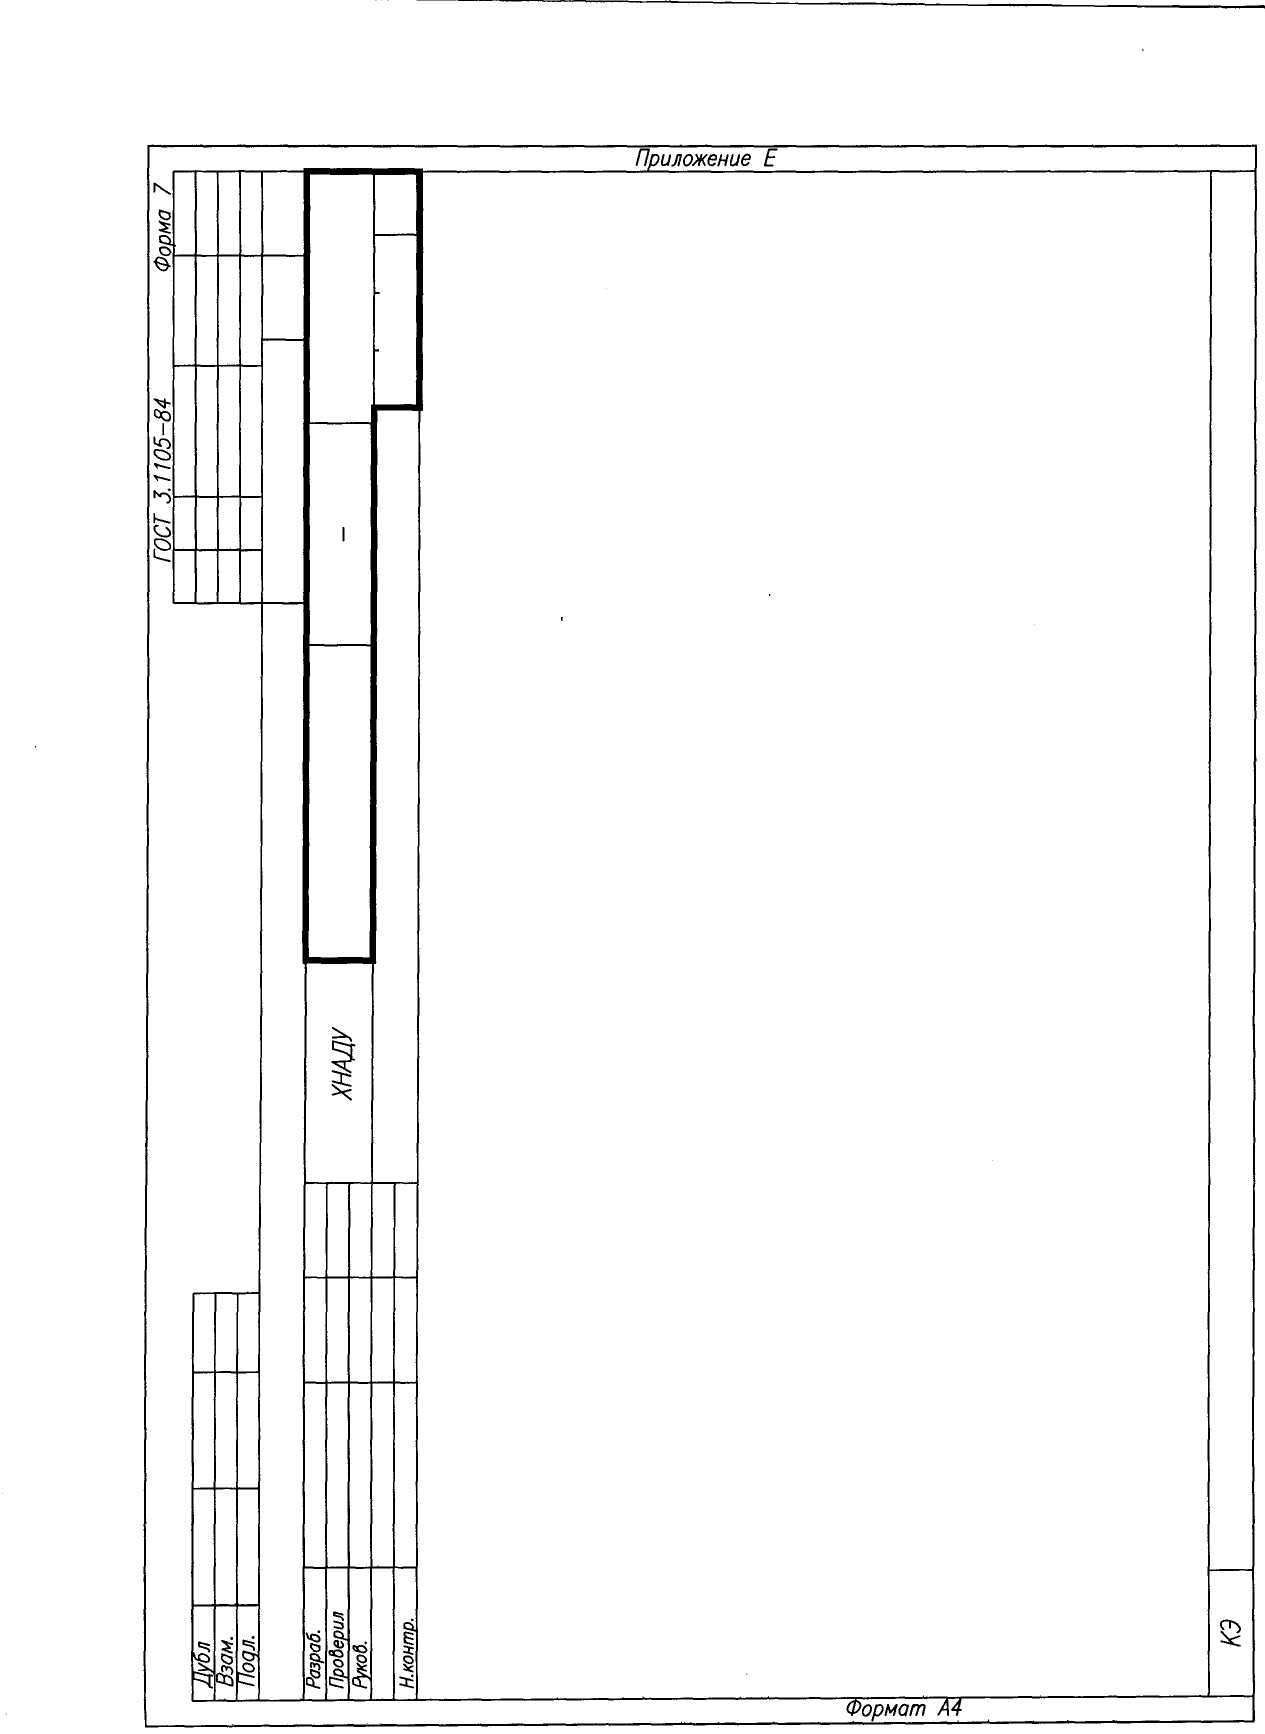 Приложение Е
ГОСТ 3.1105-84 Форма 7
Дубл
Взам.
Подл.
–
ХНАДУ
Разраб.
Проверил
Руков.
Н.контр.
КЭ
Формат А4